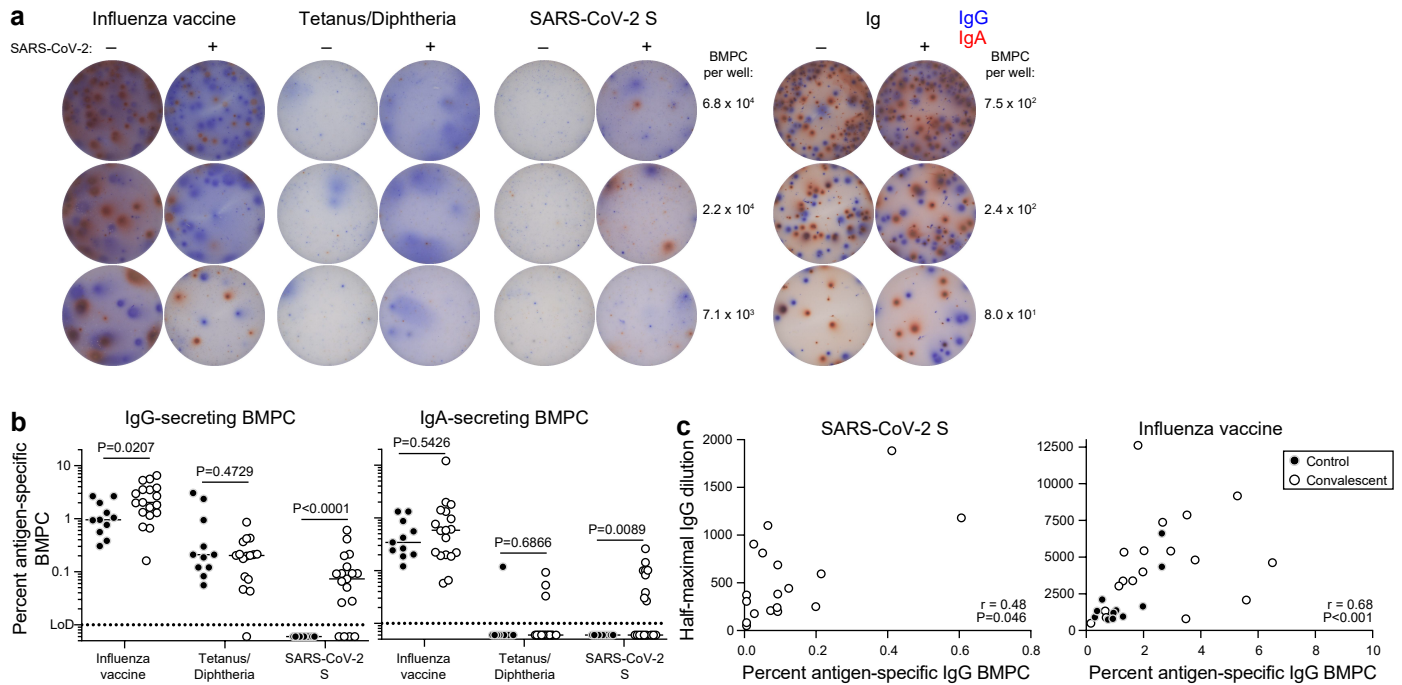 a
Influenza vaccine Tetanus/Diphtheria SARS-CoV-2 S Ig IgG
IgA
SARS-CoV-2: – + – + – + – +
BMPC per well: BMPC per well:
6.8 x 10⁴ 7.5 x 10²
2.2 x 10⁴ 2.4 x 10²
7.1 x 10³ 8.0 x 10¹
b
IgG-secreting BMPC IgA-secreting BMPC
Percent antigen-specific
BMPC
10
1
0.1
LoD
P=0.0207
P=0.4729
P<0.0001
P=0.5426
P=0.6866
P=0.0089
Influenza vaccine
Tetanus/ Diphtheria
SARS-CoV-2 S
Influenza vaccine
Tetanus/ Diphtheria
SARS-CoV-2 S
c
SARS-CoV-2 S
Half-maximal IgG dilution
2000
1500
1000
500
0
r = 0.48
P=0.046
0 0.2 0.4 0.6 0.8
Percent antigen-specific IgG BMPC
Influenza vaccine
Control
Convalescent
12500
10000
7500
5000
2500
0
r = 0.68
P<0.001
0 2 4 6 8 10
Percent antigen-specific IgG BMPC